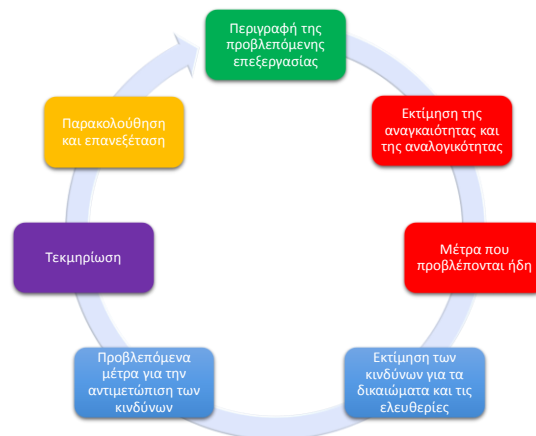 Περιγραφή της
προβλεπόμενης
επεξεργασίας
Εκτίμηση της
αναγκαιότητας και
της αναλογικότητας
Μέτρα που
προβλέπονται ήδη
Εκτίμηση των
κινδύνων για τα
δικαιώματα και τις
ελευθερίες
Προβλεπόμενα
μέτρα για την
αντιμετώπιση των
κινδύνων
Τεκμηρίωση
Παρακολούθηση
και επανεξέταση